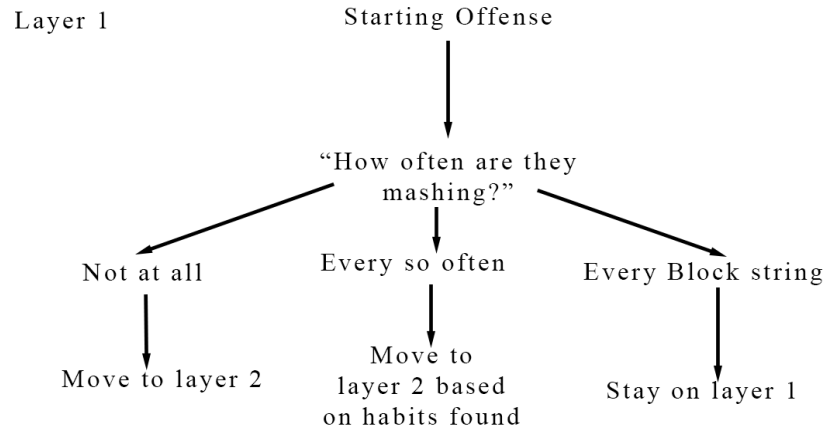 Layer 1
Starting Offense
“How often are they
mashing?”
Not at all
Every so often
Every Block string
Move to layer 2
Move to
layer 2 based
on habits found
Stay on layer 1